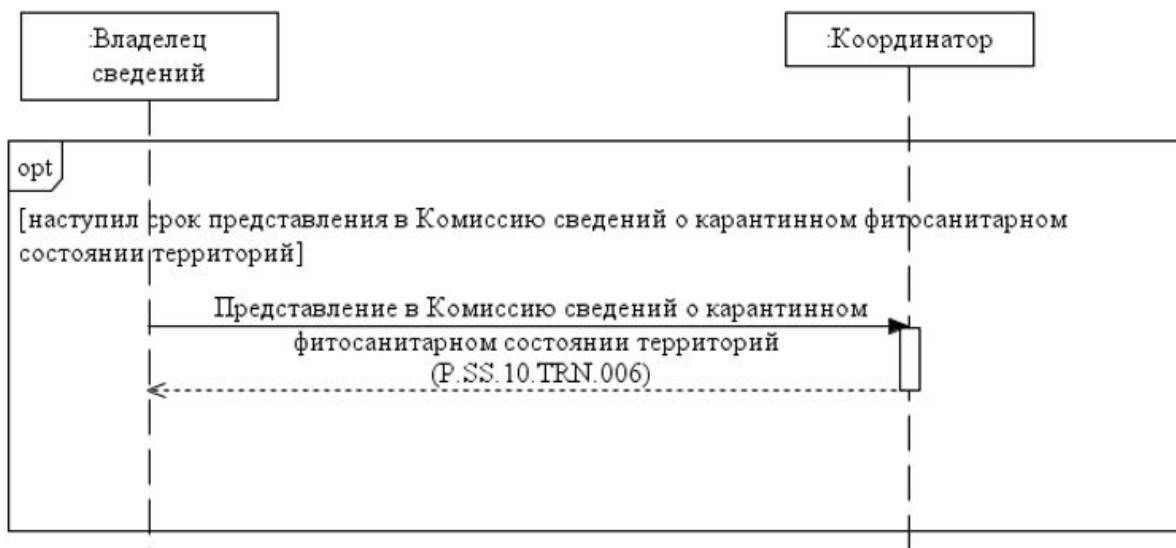 :Владелец
сведений
:Координатор
opt
[наступил срок представления в Комиссию сведений о карантинном фитосанитарном
состоянии территорий]
Представление в Комиссию сведений о карантинном
фитосанитарном состоянии территорий
(P.SS.10.TRN.006)